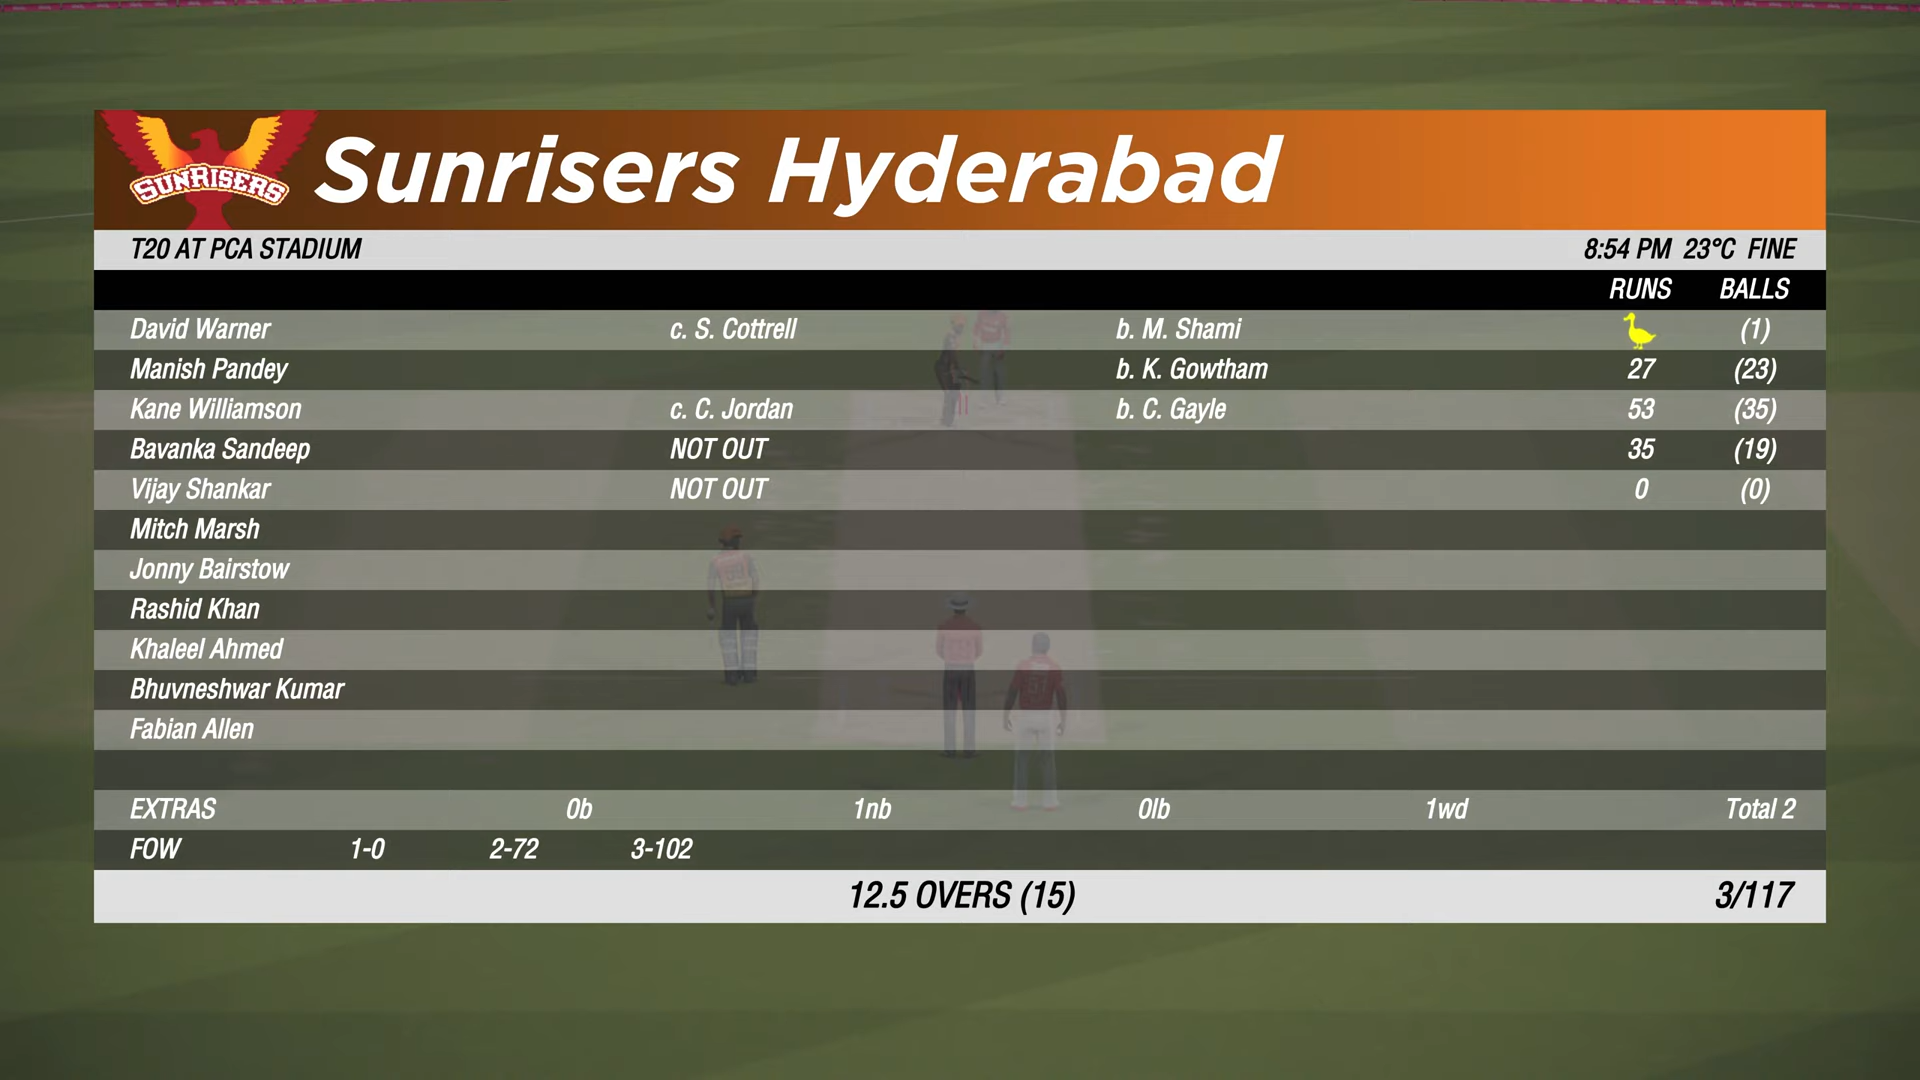 SUNRISERS
Sunrisers Hyderabad
T20 AT PCA STADIUM 8:54 PM 23°C FINE
RUNS BALLS
David Warner c. S. Cottrell b. M. Shami (1)
Manish Pandey b. K. Gowtham 27 (23)
Kane Williamson c. C. Jordan b. C. Gayle 53 (35)
Bavanka Sandeep NOT OUT 35 (19)
Vijay Shankar NOT OUT 0 (0)
Mitch Marsh
Jonny Bairstow
Rashid Khan
Khaleel Ahmed
Bhuvneshwar Kumar
Fabian Allen
EXTRAS 0b 1nb 0lb 1wd Total 2
FOW 1-0 2-72 3-102
12.5 OVERS (15) 3/117